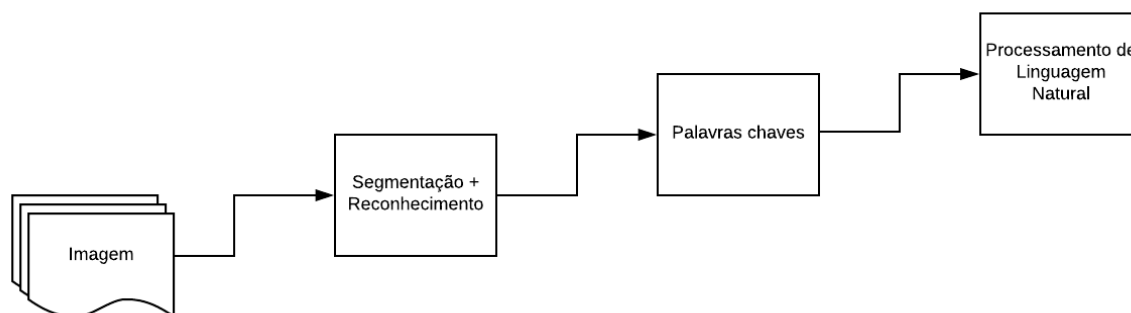 Imagem
Segmentação +
Reconhecimento
Palavras chaves
Processamento de
Linguagem
Natural